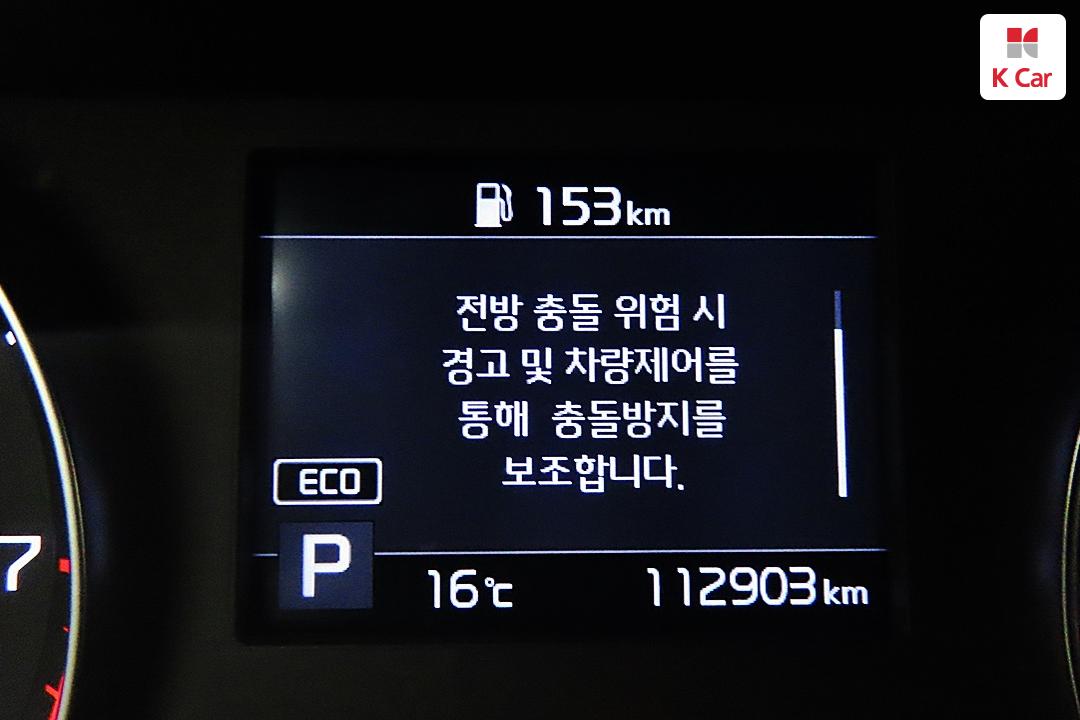 K Car
153km
전방 충돌 위험 시
경고 및 차량제어를
통해 충돌방지를
보조합니다.
ECO
P
16℃
112903km
7